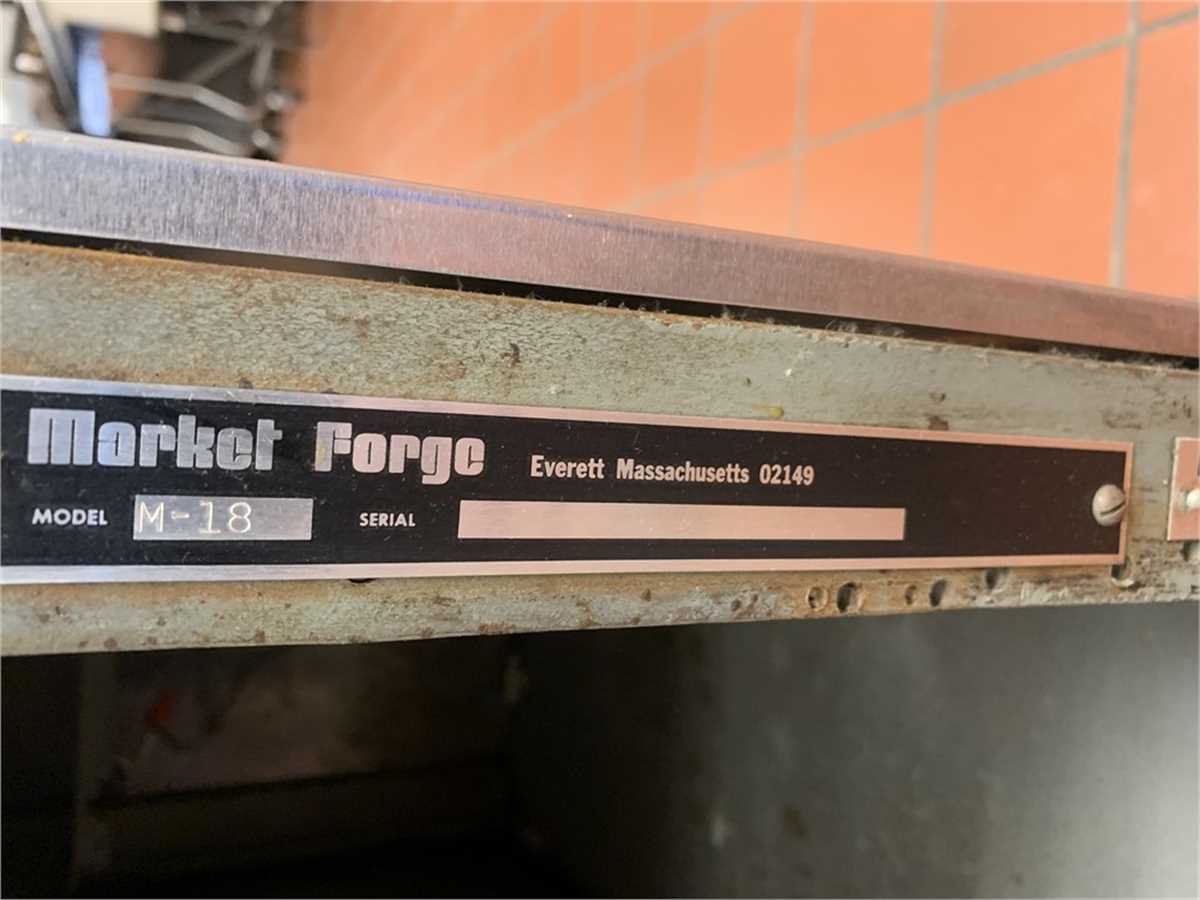 Market Forge Everett Massachusetts 02149
MODEL M-18 SERIAL